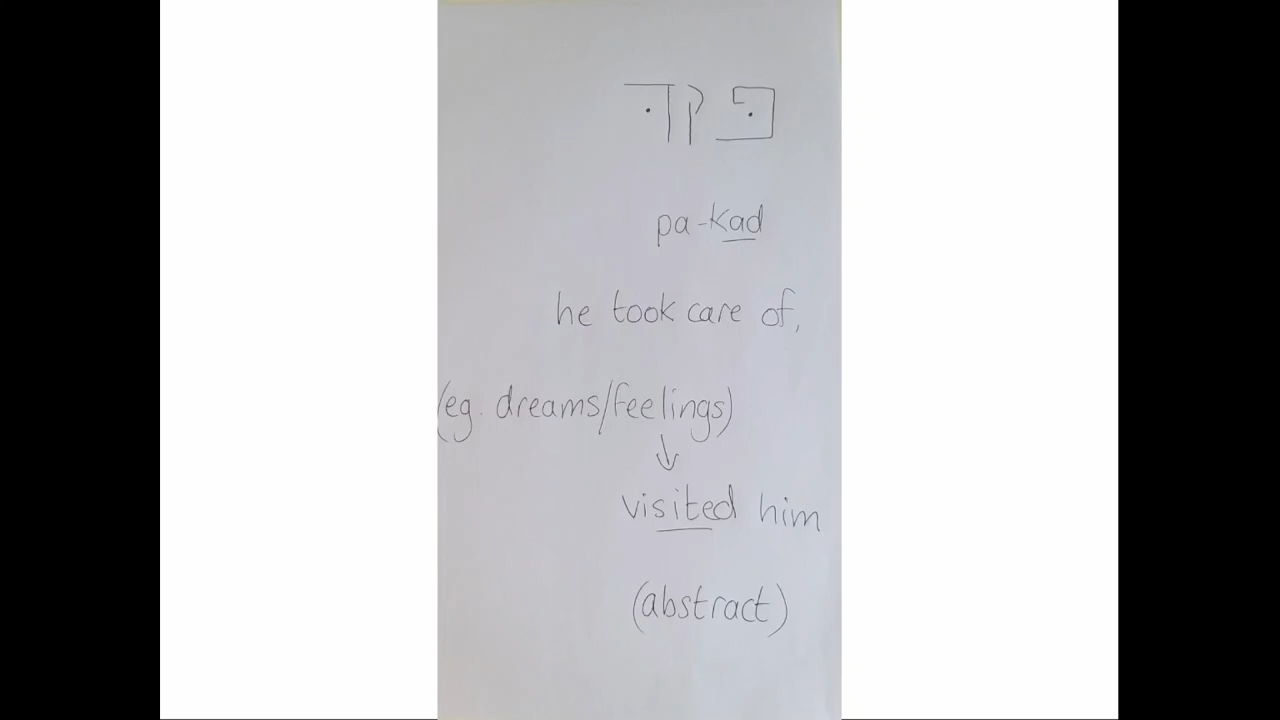 פּקדּ
pa-kad
he took care of,
(eg. dreams/feelings)
↓
visited him
(abstract)